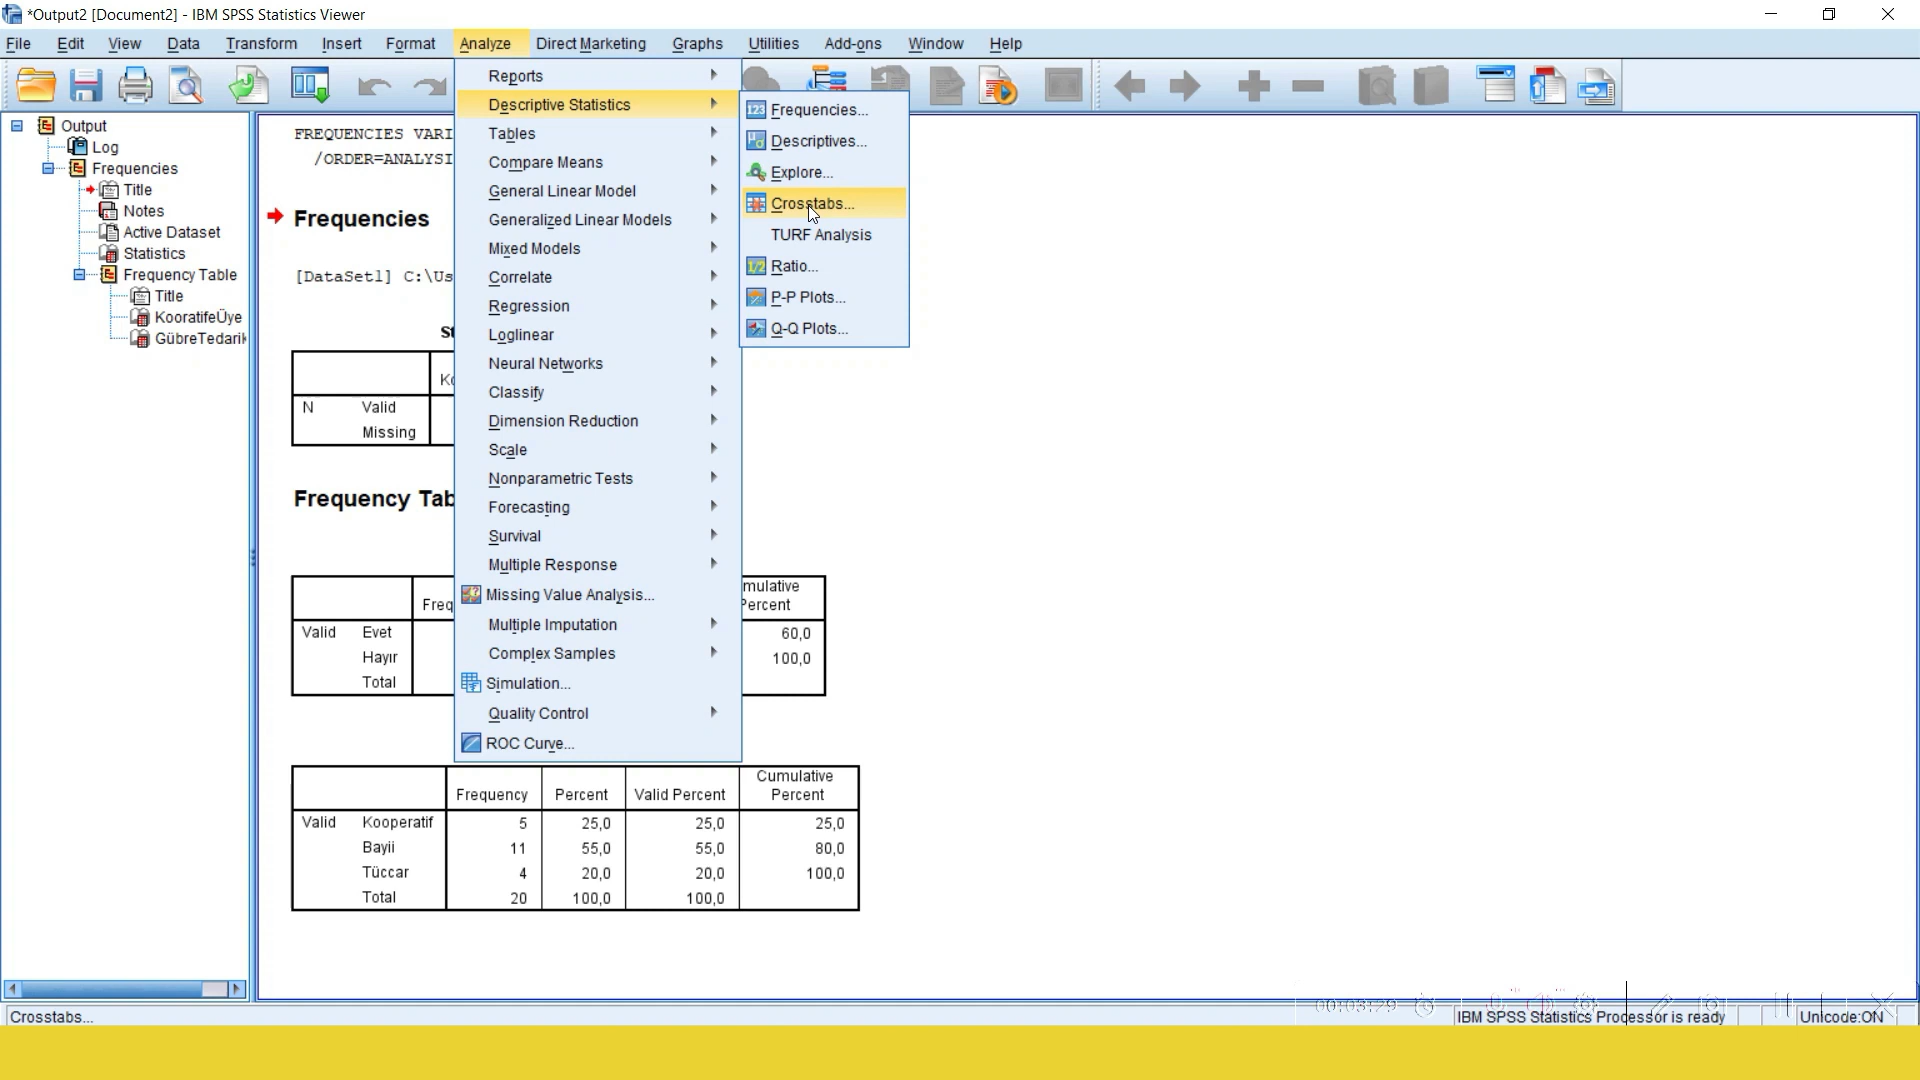 *Output2 [Document2] - IBM SPSS Statistics Viewer
File Edit View Data Transform Insert Format Analyze Direct Marketing Graphs Utilities Add-ons Window Help
Output
Log
Frequencies
Title
Notes
Active Dataset
Statistics
Frequency Table
Title
KooratifeÜye
GübreTedarik
FREQUENCIES VARI
/ORDER=ANALYSI
Frequencies
[DataSet1] C:\Us
N Valid
Missing
Frequency Tab
Freq
mulative
Percent
Valid Evet 60,0
Hayır 100,0
Total
Frequency Percent Valid Percent Cumulative Percent
Valid Kooperatif 5 25,0 25,0 25,0
Bayii 11 55,0 55,0 80,0
Tüccar 4 20,0 20,0 100,0
Total 20 100,0 100,0
Reports
Descriptive Statistics
Tables
Compare Means
General Linear Model
Generalized Linear Models
Mixed Models
Correlate
Regression
Loglinear
Neural Networks
Classify
Dimension Reduction
Scale
Nonparametric Tests
Forecasting
Survival
Multiple Response
Missing Value Analysis...
Multiple Imputation
Complex Samples
Simulation...
Quality Control
ROC Curve...
123 Frequencies...
Descriptives...
Explore...
Crosstabs...
TURF Analysis
1/2 Ratio...
P-P Plots...
Q-Q Plots...
00:03:29
Crosstabs...
IBM SPSS Statistics Processor is ready
Unicode:ON